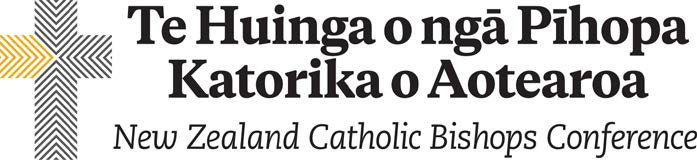 Te Huinga o ngā Pīhopa
Katorika o Aotearoa
New Zealand Catholic Bishops Conference